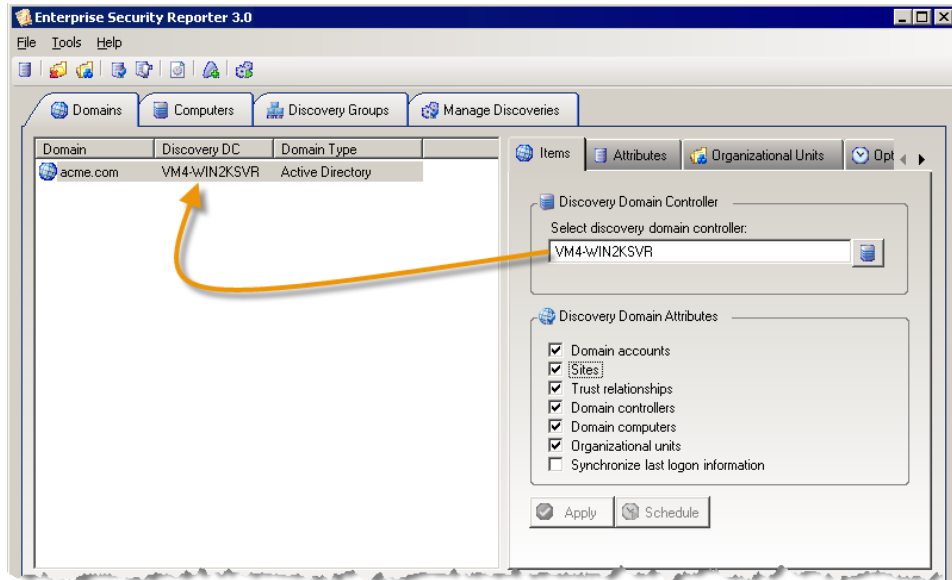 Enterprise Security Reporter 3.0
File Tools Help
Domains Computers Discovery Groups Manage Discoveries
Domain Discovery DC Domain Type
acme.com VM4-WIN2KSVR Active Directory
Items Attributes Organizational Units Opt
Discovery Domain Controller
Select discovery domain controller:
VM4-WIN2KSVR
Discovery Domain Attributes
Domain accounts
Sites
Trust relationships
Domain controllers
Domain computers
Organizational units
Synchronize last logon information
Apply Schedule